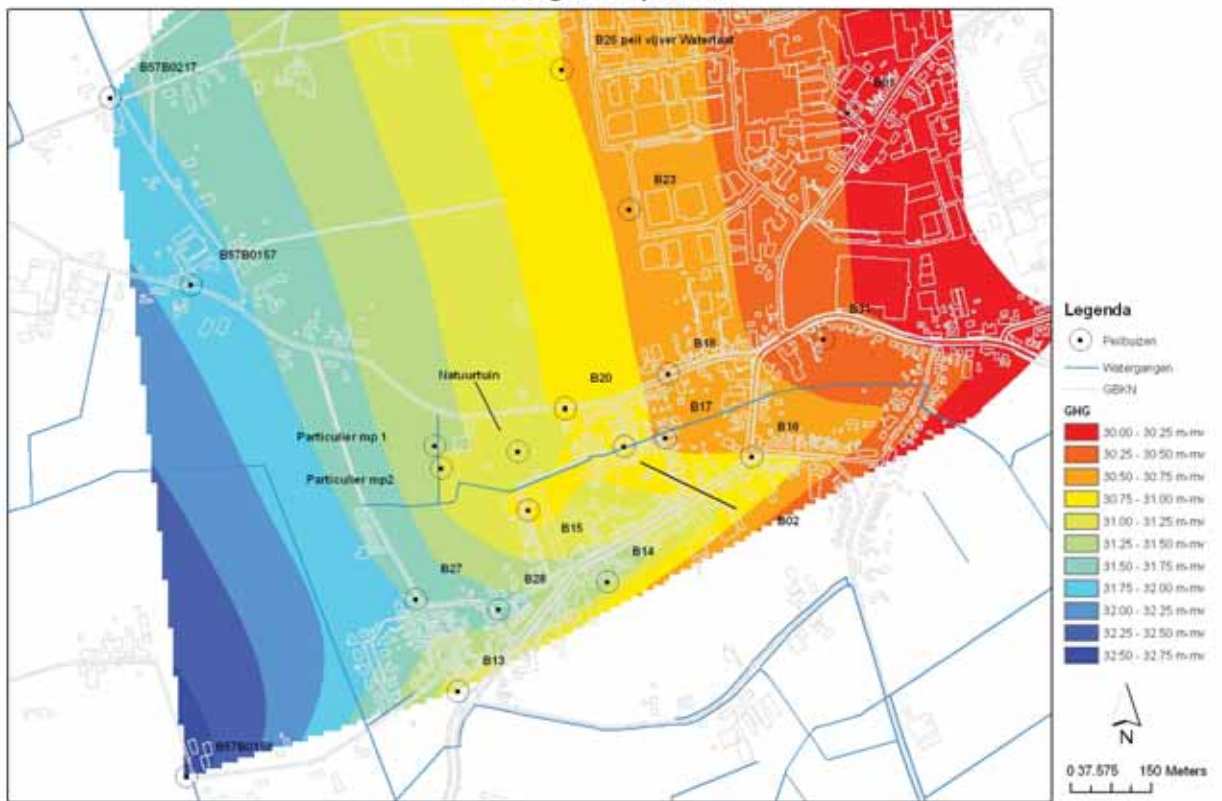 B26 peil vijver Waterlaat
B57B0217
B23
B57B0157
B31
B18
Natuurtuin
B20
B17
B16
Particulier mp 1
Particulier mp2
B15
B02
B14
B27
B28
B13
Legenda
Peilbuizen
Watergangen
GBKN
GHG
30.00 - 30.25 m-mv
30.25 - 30.50 m-mv
30.50 - 30.75 m-mv
30.75 - 31.00 m-mv
31.00 - 31.25 m-mv
31.25 - 31.50 m-mv
31.50 - 31.75 m-mv
31.75 - 32.00 m-mv
32.00 - 32.25 m-mv
32.25 - 32.50 m-mv
32.50 - 32.75 m-mv
N
0 37.575 150 Meters